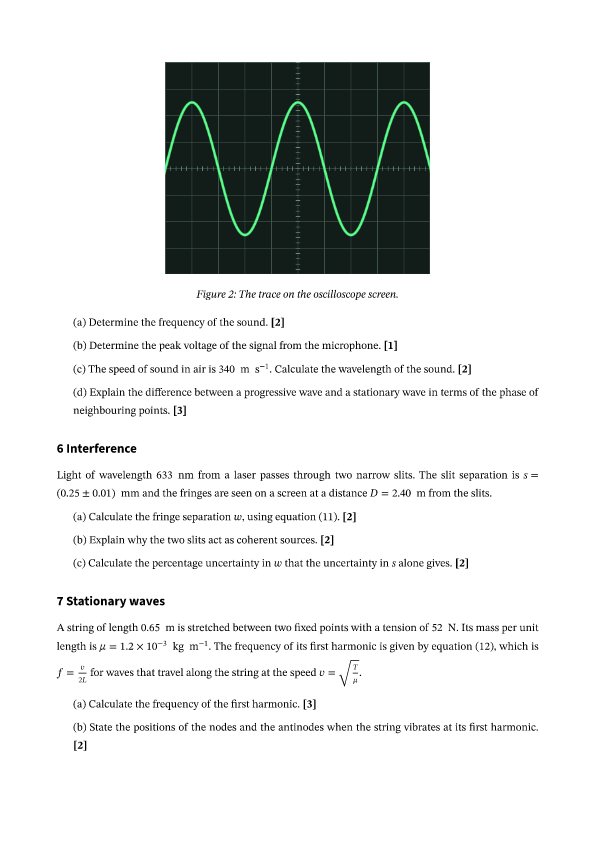 Figure 2: The trace on the oscilloscope screen.
(a) Determine the frequency of the sound. [2]
(b) Determine the peak voltage of the signal from the microphone. [1]
(c) The speed of sound in air is 340 m s⁻¹. Calculate the wavelength of the sound. [2]
(d) Explain the difference between a progressive wave and a stationary wave in terms of the phase of
neighbouring points. [3]
6 Interference
Light of wavelength 633 nm from a laser passes through two narrow slits. The slit separation is s =
(0.25 ± 0.01) mm and the fringes are seen on a screen at a distance D = 2.40 m from the slits.
(a) Calculate the fringe separation w, using equation (11). [2]
(b) Explain why the two slits act as coherent sources. [2]
(c) Calculate the percentage uncertainty in w that the uncertainty in s alone gives. [2]
7 Stationary waves
A string of length 0.65 m is stretched between two fixed points with a tension of 52 N. Its mass per unit
length is μ = 1.2 × 10⁻³ kg m⁻¹. The frequency of its first harmonic is given by equation (12), which is
f = v/2L for waves that travel along the string at the speed v = √(T/μ).
(a) Calculate the frequency of the first harmonic. [3]
(b) State the positions of the nodes and the antinodes when the string vibrates at its first harmonic.
[2]